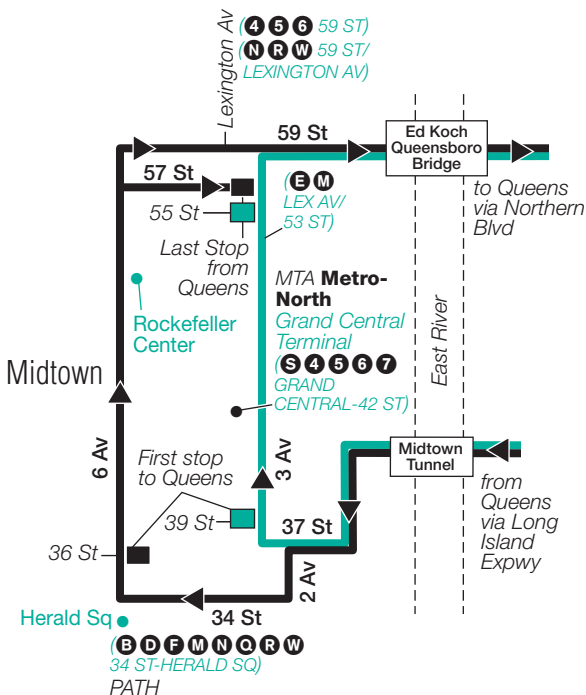 Lexington Av
(4 5 6 59 ST)
(N R W 59 ST/
LEXINGTON AV)
59 St
Ed Koch
Queensboro
Bridge
57 St
(E M
LEX AV/
53 ST)
to Queens
via Northern
Blvd
55 St
Last Stop
from
Queens
MTA Metro-
North
Grand Central
Terminal
(S 4 5 6 7
GRAND
CENTRAL-42 ST)
Rockefeller
Center
East River
Midtown
6 Av
First stop
to Queens
3 Av
Midtown
Tunnel
39 St
37 St
from
Queens
via Long
Island
Expwy
36 St
2 Av
34 St
Herald Sq
(B D F M N Q R W
34 ST-HERALD SQ)
PATH